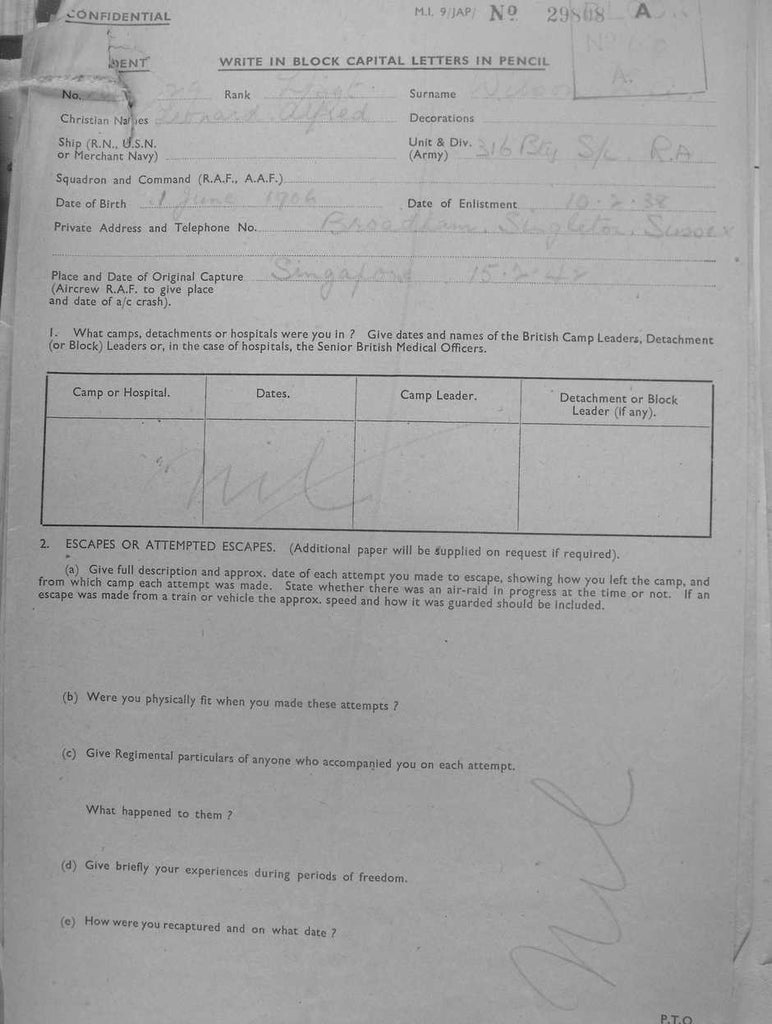 CONFIDENTIAL M.I. 9/JAP/ No 29808 A
DENT WRITE IN BLOCK CAPITAL LETTERS IN PENCIL
A.
No. 29 Rank Surname
Christian Names Leonard Alfred Decorations
Ship (R.N., U.S.N. Unit & Div. 316 Bty S/L R.A
or Merchant Navy) (Army)
Squadron and Command (R.A.F., A.A.F.)
Date of Birth 1 June 1906 Date of Enlistment 10.2.38
Private Address and Telephone No. Broadham, Singleton, Sussex
Place and Date of Original Capture Singapore 15.2.42
(Aircrew R.A.F. to give place
and date of a/c crash).
1. What camps, detachments or hospitals were you in ? Give dates and names of the British Camp Leaders, Detachment
(or Block) Leaders or, in the case of hospitals, the Senior British Medical Officers.
Camp or Hospital. Dates. Camp Leader. Detachment or Block
Leader (if any).
nil
2. ESCAPES OR ATTEMPTED ESCAPES. (Additional paper will be supplied on request if required).
(a) Give full description and approx. date of each attempt you made to escape, showing how you left the camp, and
from which camp each attempt was made. State whether there was an air-raid in progress at the time or not. If an
escape was made from a train or vehicle the approx. speed and how it was guarded should be included.
(b) Were you physically fit when you made these attempts ?
(c) Give Regimental particulars of anyone who accompanied you on each attempt.
What happened to them ?
(d) Give briefly your experiences during periods of freedom.
nil
(e) How were you recaptured and on what date ?
P.T.O.